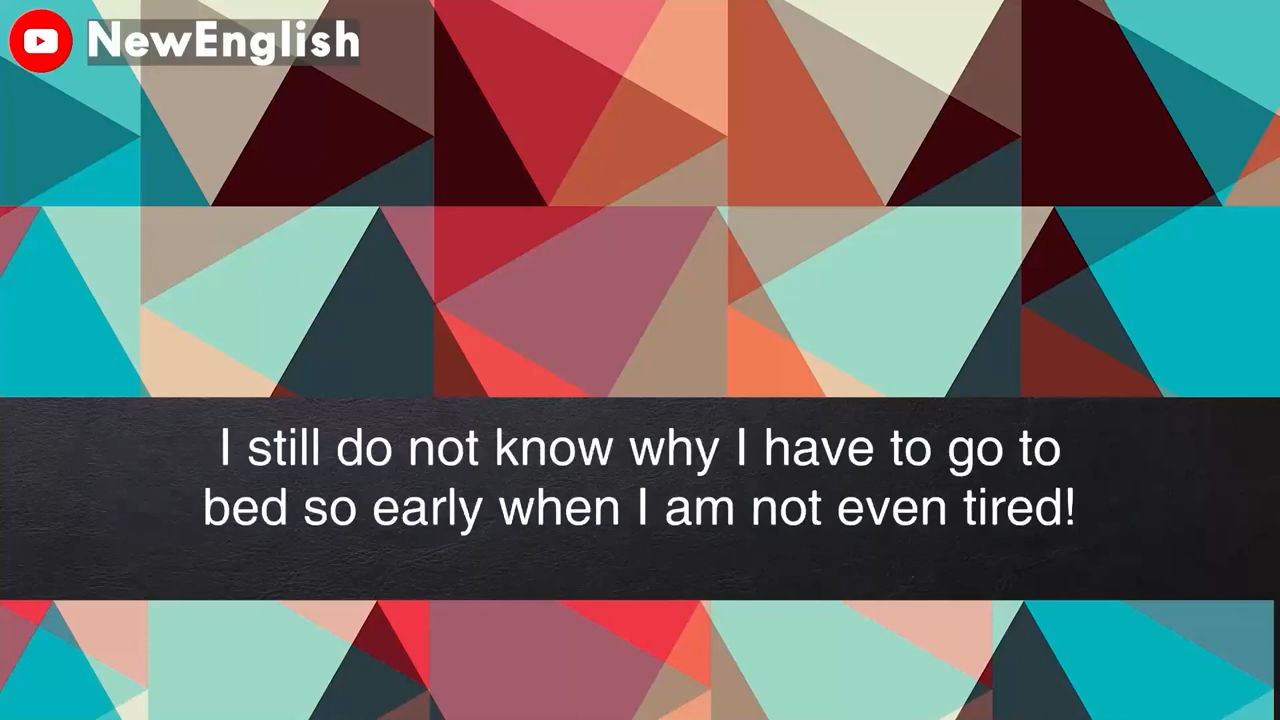 NewEnglish
I still do not know why I have to go to
bed so early when I am not even tired!